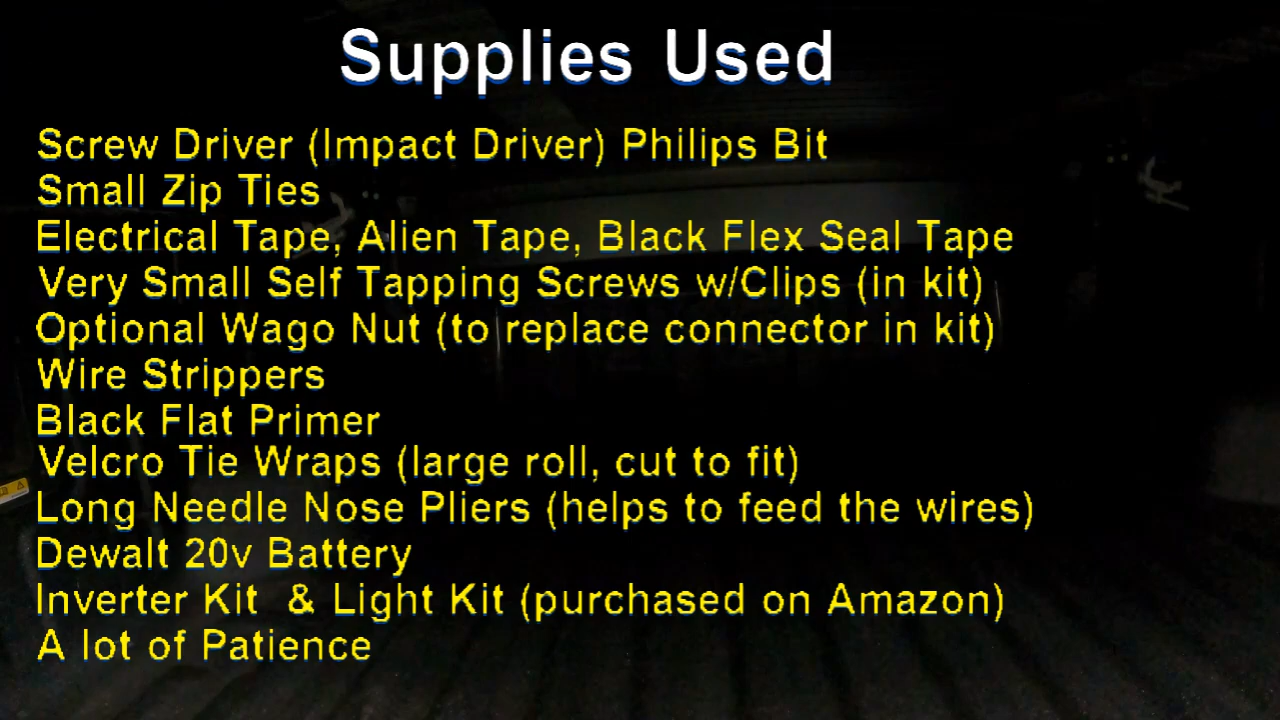 Supplies Used
Screw Driver (Impact Driver) Philips Bit
Small Zip Ties
Electrical Tape, Alien Tape, Black Flex Seal Tape
Very Small Self Tapping Screws w/Clips (in kit)
Optional Wago Nut (to replace connector in kit)
Wire Strippers
Black Flat Primer
Velcro Tie Wraps (large roll, cut to fit)
Long Needle Nose Pliers (helps to feed the wires)
Dewalt 20v Battery
Inverter Kit  & Light Kit (purchased on Amazon)
A lot of Patience